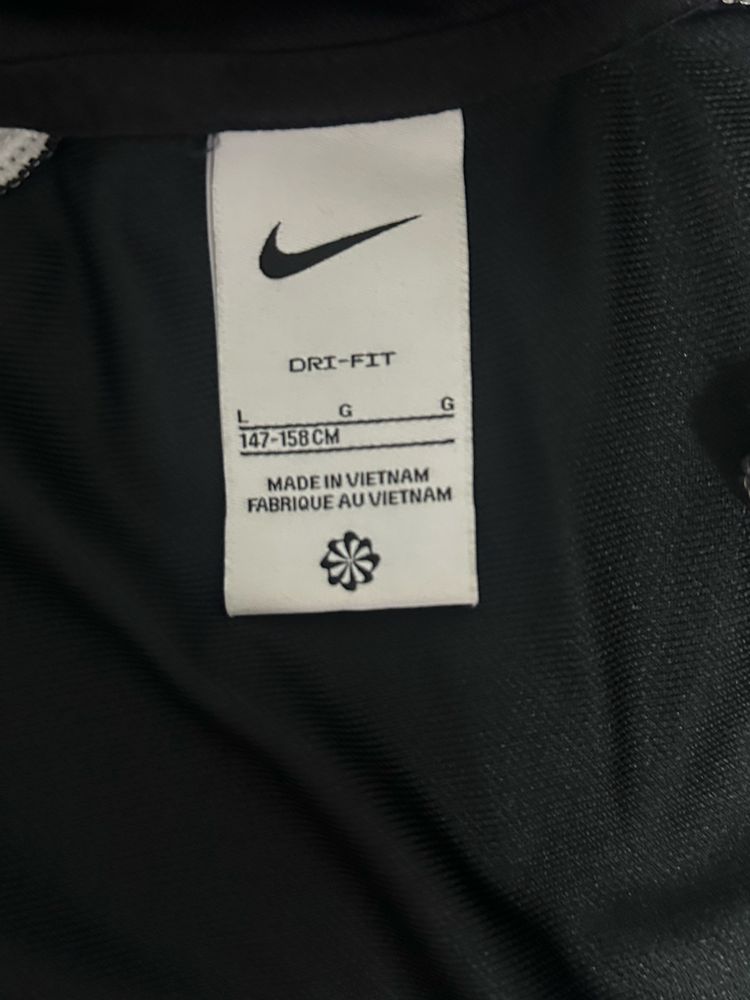 DRI-FIT
L G G
147-158CM
MADE IN VIETNAM
FABRIQUE AU VIETNAM